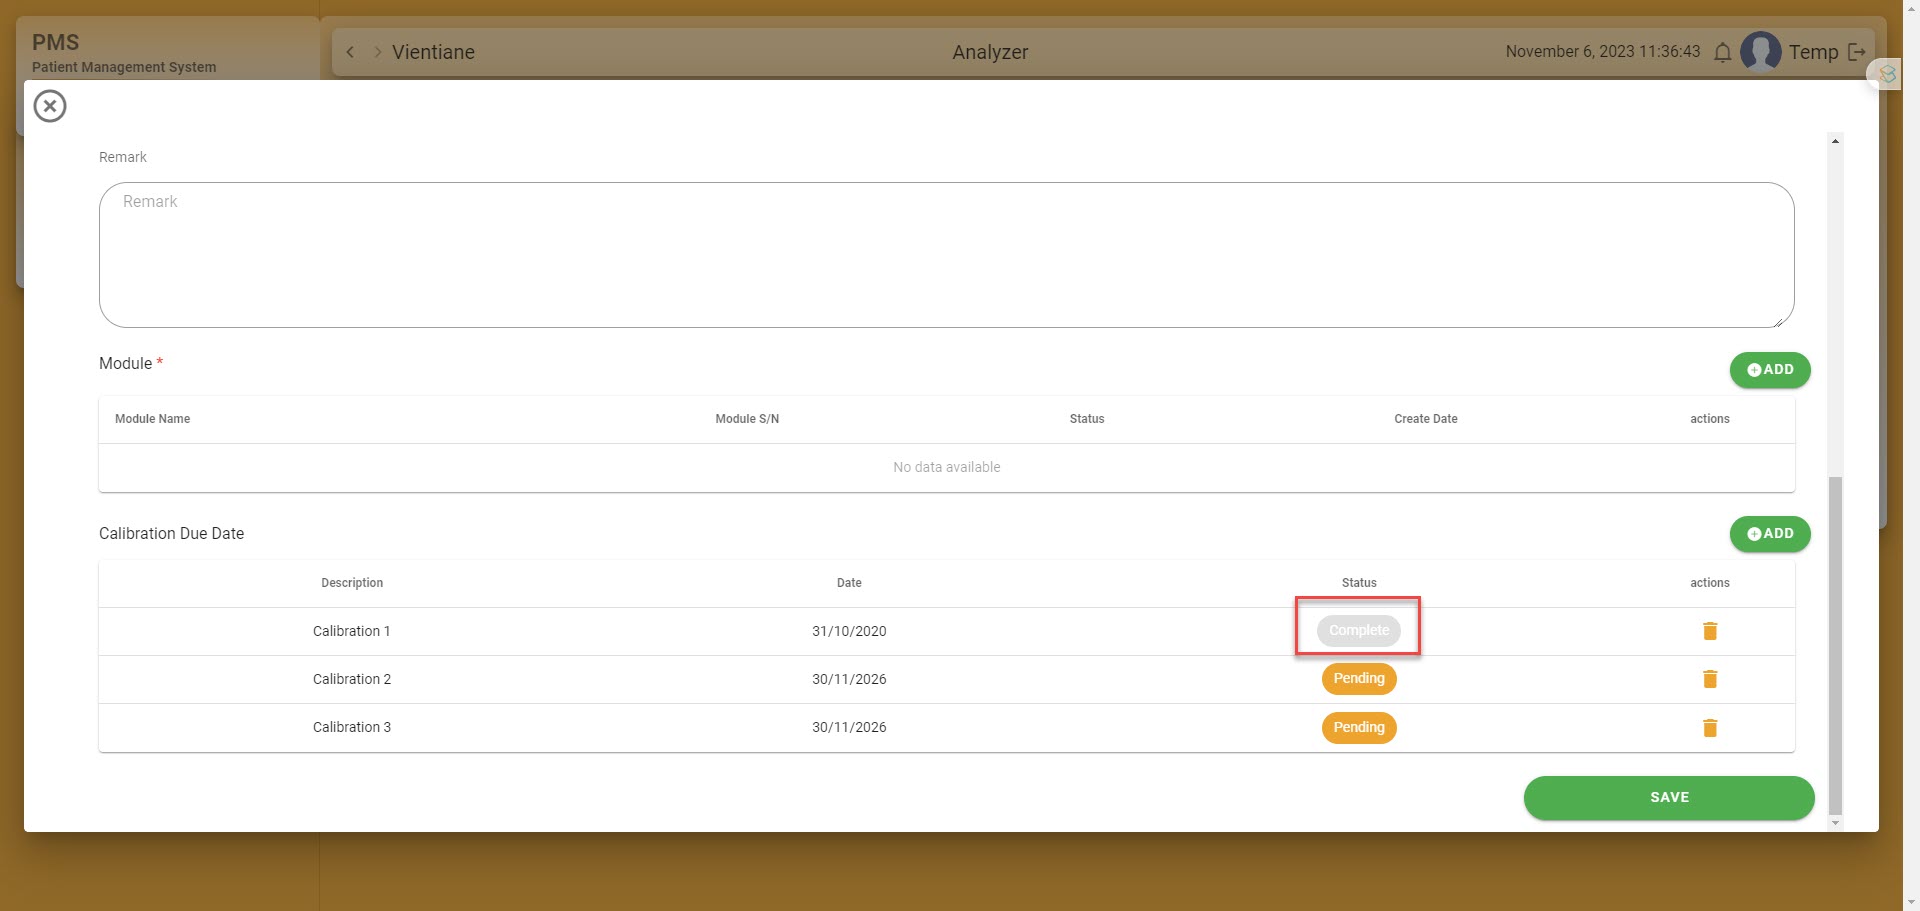 PMS
Patient Management System
Vientiane
Analyzer
November 6, 2023 11:36:43
Temp
Remark
Remark
Module *
ADD
Module Name Module S/N Status Create Date actions
No data available
Calibration Due Date
ADD
Description Date Status actions
Calibration 1 31/10/2020 Complete
Calibration 2 30/11/2026 Pending
Calibration 3 30/11/2026 Pending
SAVE